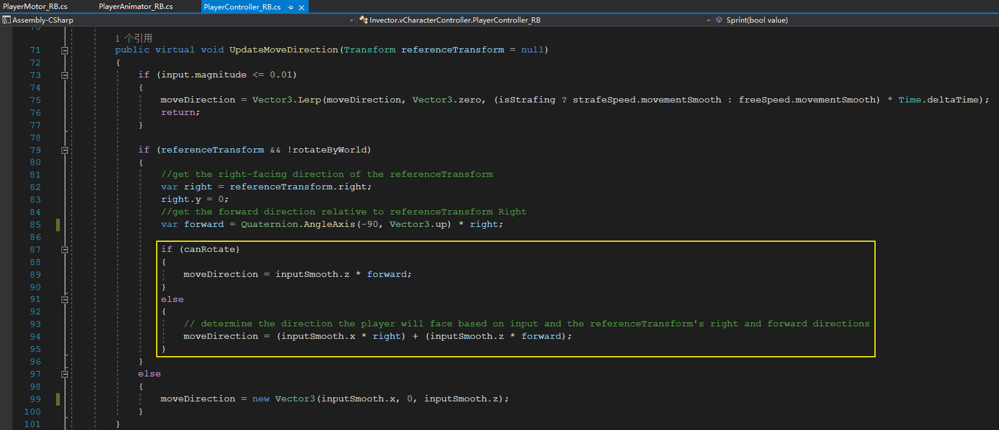 PlayerMotor_RB.cs PlayerAnimator_RB.cs PlayerController_RB.cs
Assembly-CSharp Invector.vCharacterController.PlayerController_RB Sprint(bool value)
70
1 个引用
71 public virtual void UpdateMoveDirection(Transform referenceTransform = null)
72 {
73 if (input.magnitude <= 0.01)
74 {
75 moveDirection = Vector3.Lerp(moveDirection, Vector3.zero, (isStrafing ? strafeSpeed.movementSmooth : freeSpeed.movementSmooth) * Time.deltaTime);
76 return;
77 }
78
79 if (referenceTransform && !rotateByWorld)
80 {
81 //get the right-facing direction of the referenceTransform
82 var right = referenceTransform.right;
83 right.y = 0;
84 //get the forward direction relative to referenceTransform Right
85 var forward = Quaternion.AngleAxis(-90, Vector3.up) * right;
86
87 if (canRotate)
88 {
89 moveDirection = inputSmooth.z * forward;
90 }
91 else
92 {
93 // determine the direction the player will face based on input and the referenceTransform's right and forward directions
94 moveDirection = (inputSmooth.x * right) + (inputSmooth.z * forward);
95 }
96 }
97 else
98 {
99 moveDirection = new Vector3(inputSmooth.x, 0, inputSmooth.z);
100 }
101 }